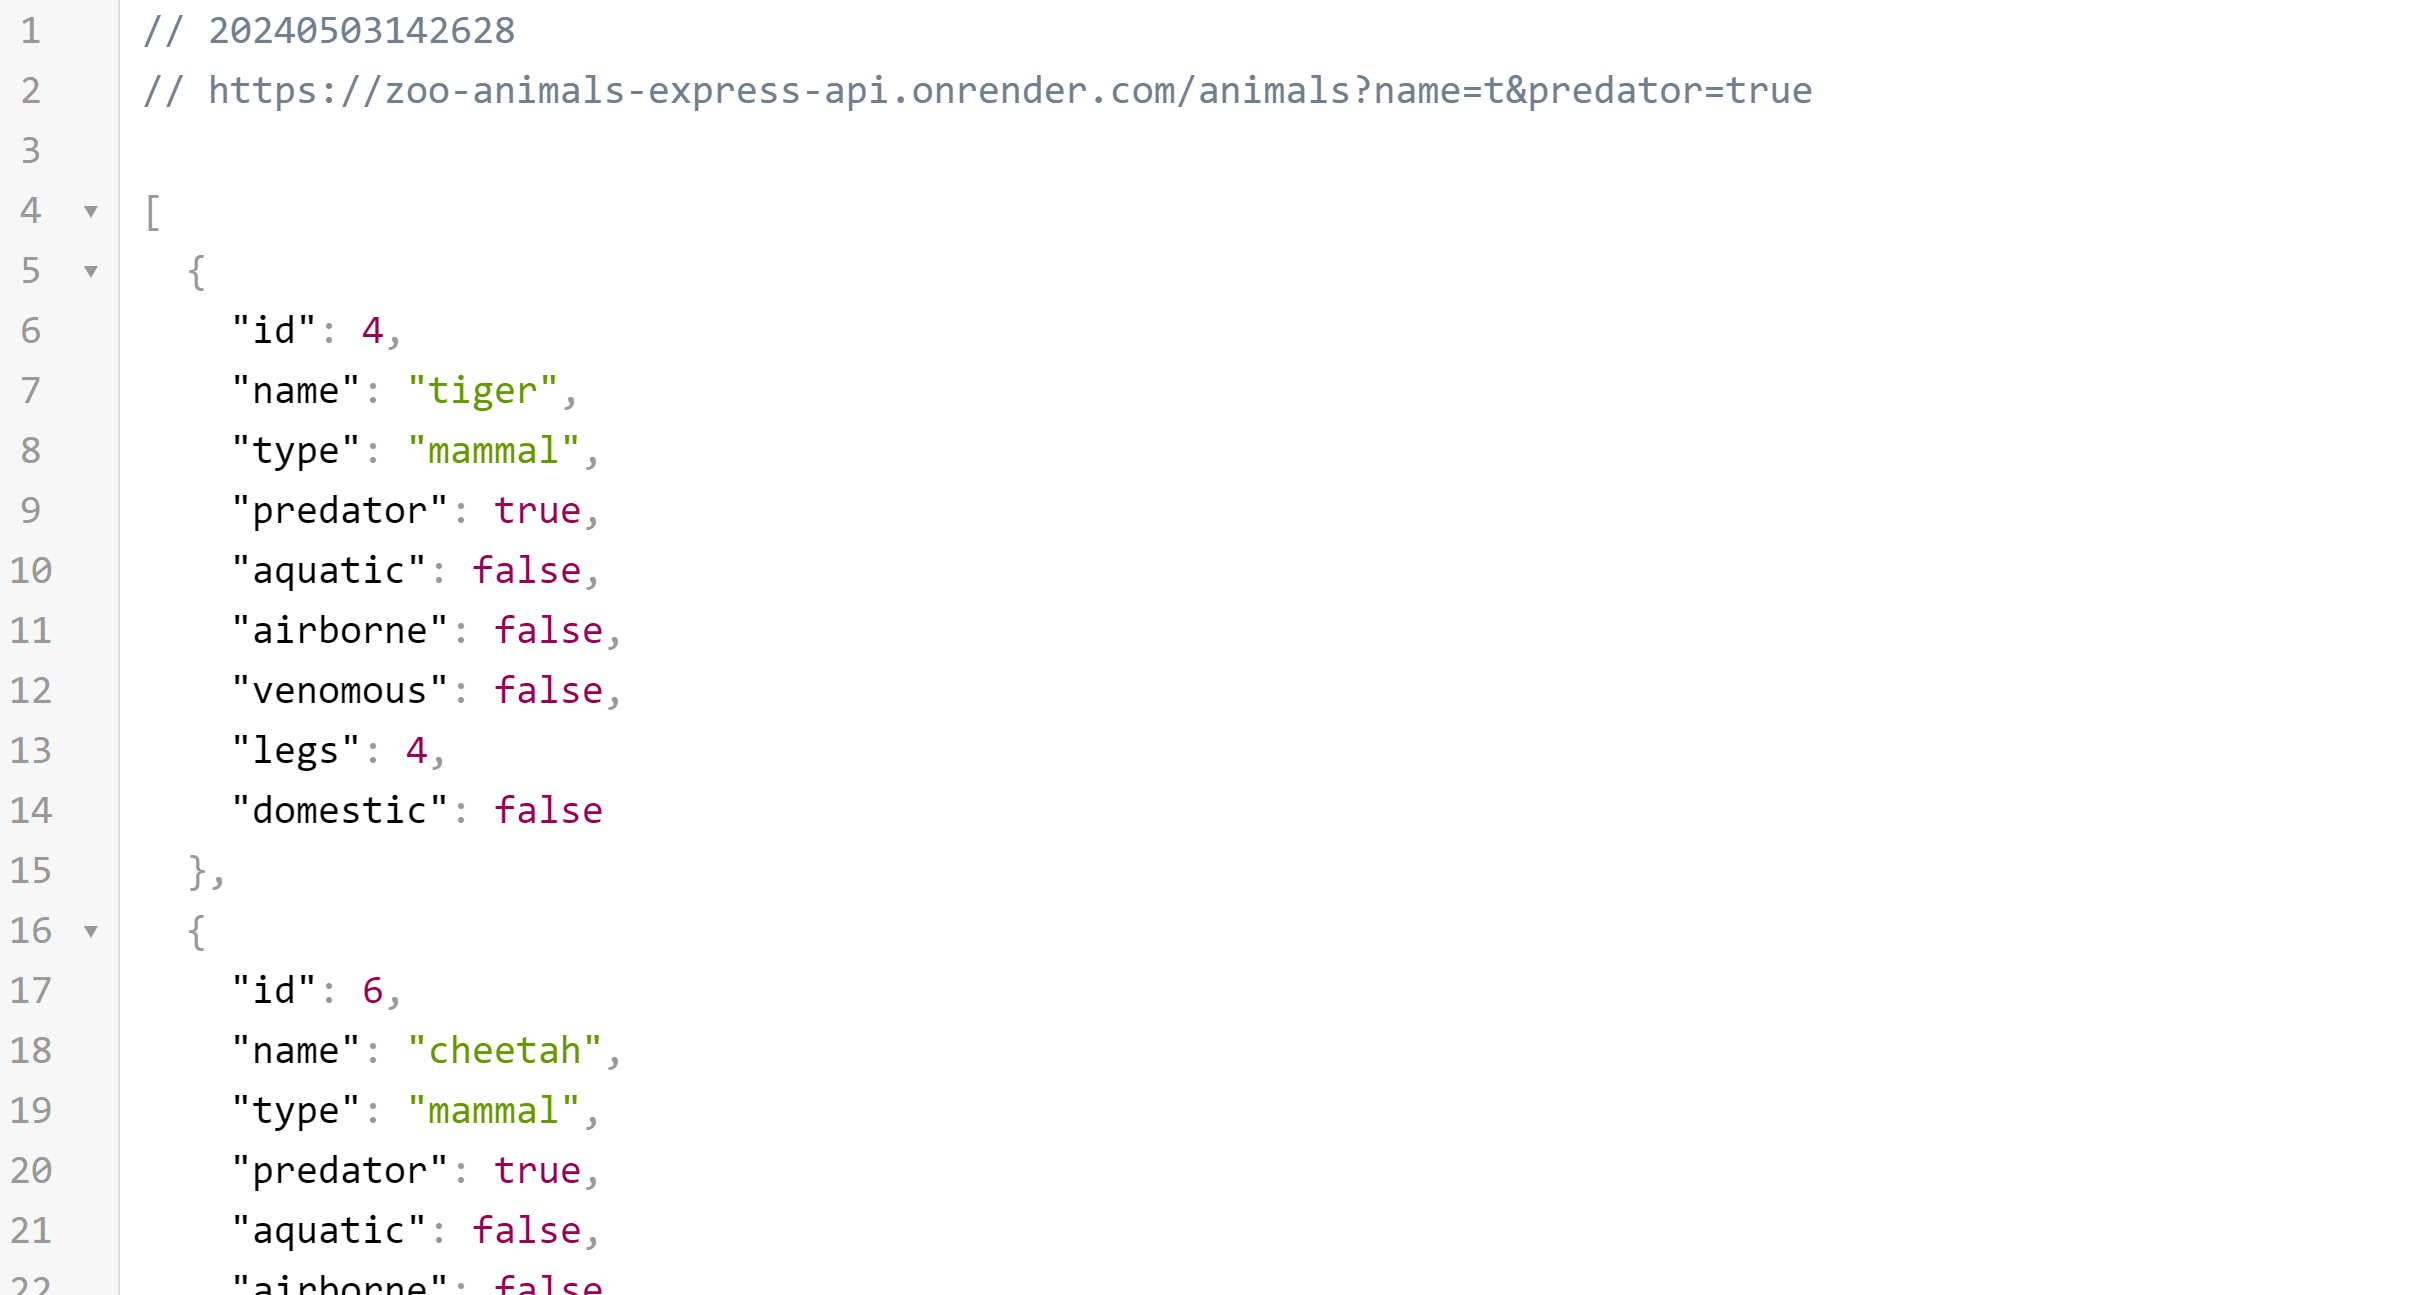 1 // 20240503142628
2 // https://zoo-animals-express-api.onrender.com/animals?name=t&predator=true
3
4 ▼ [
5 ▼ {
6 "id": 4,
7 "name": "tiger",
8 "type": "mammal",
9 "predator": true,
10 "aquatic": false,
11 "airborne": false,
12 "venomous": false,
13 "legs": 4,
14 "domestic": false
15 },
16 ▼ {
17 "id": 6,
18 "name": "cheetah",
19 "type": "mammal",
20 "predator": true,
21 "aquatic": false,
22 "airborne": false